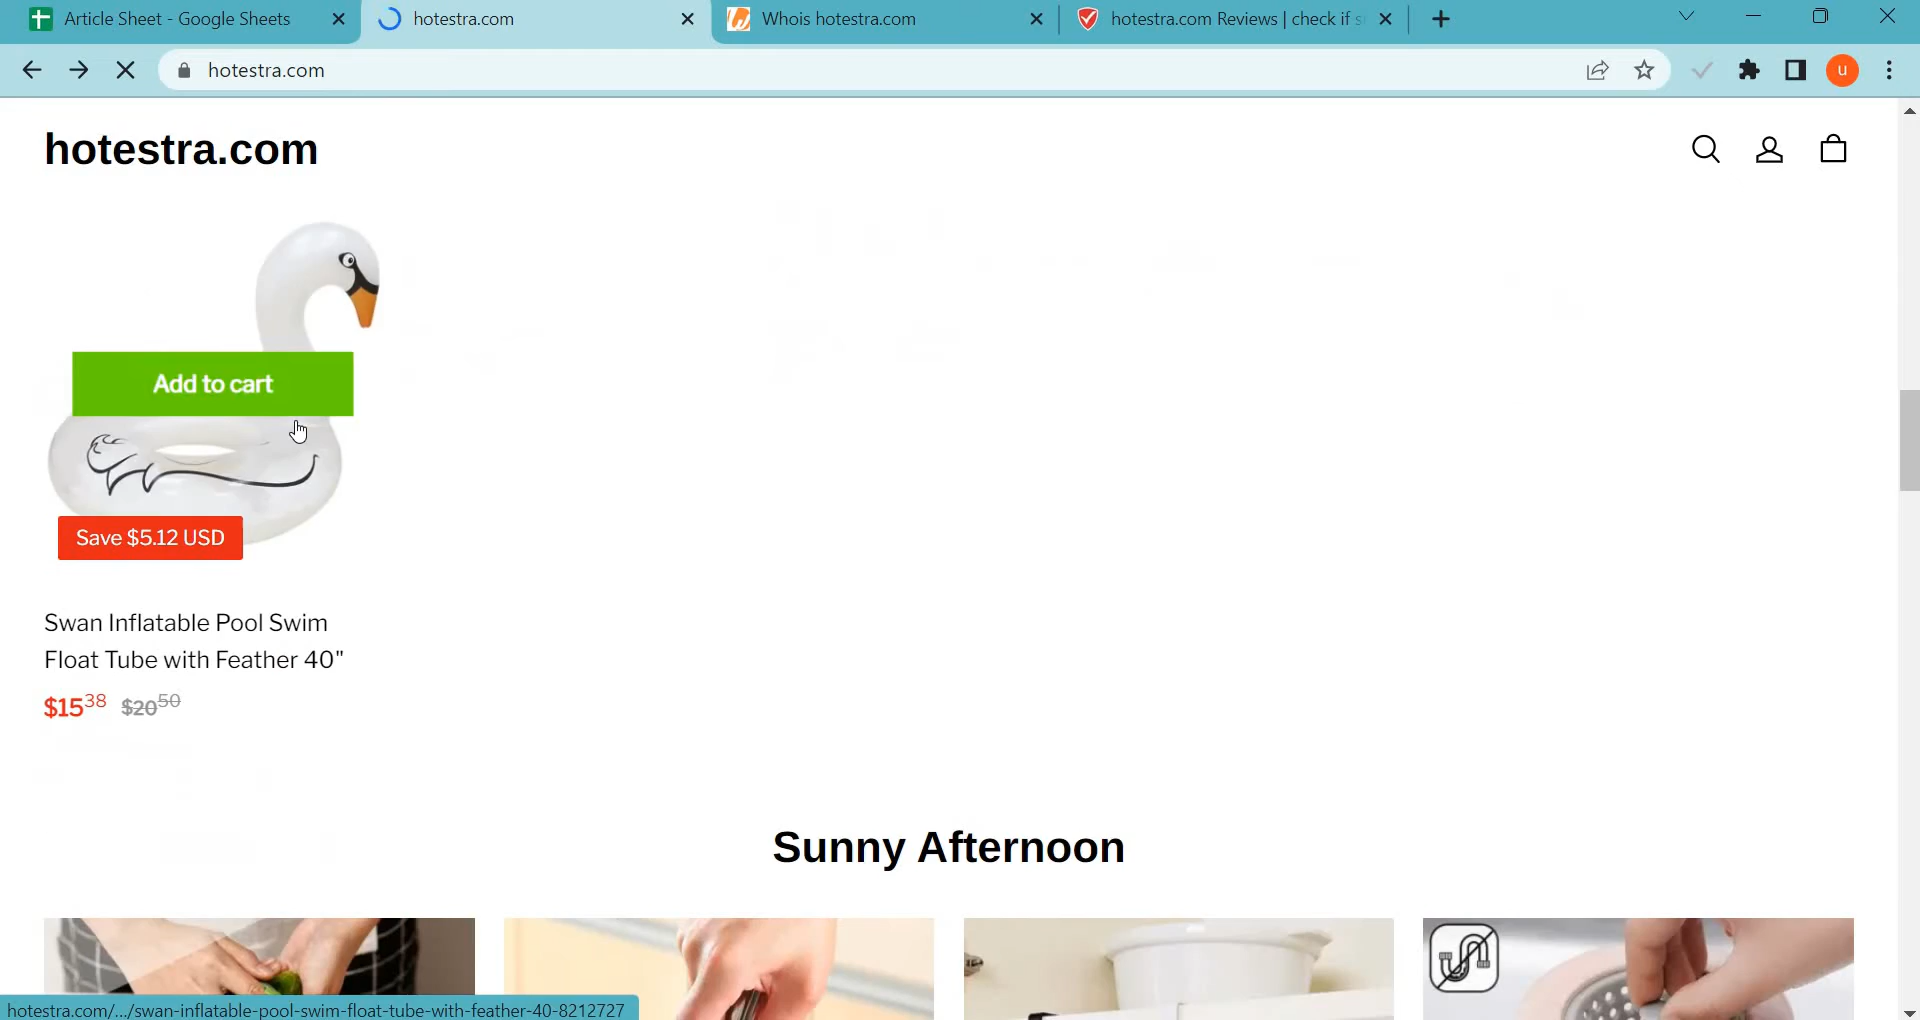 Article Sheet - Google Sheets
hotestra.com
Whois hotestra.com
hotestra.com Reviews | check if s
hotestra.com
u
hotestra.com
Add to cart
Save $5.12 USD
Swan Inflatable Pool Swim
Float Tube with Feather 40"
$1538 $2050
Sunny Afternoon
hotestra.com/.../swan-inflatable-pool-swim-float-tube-with-feather-40-8212727